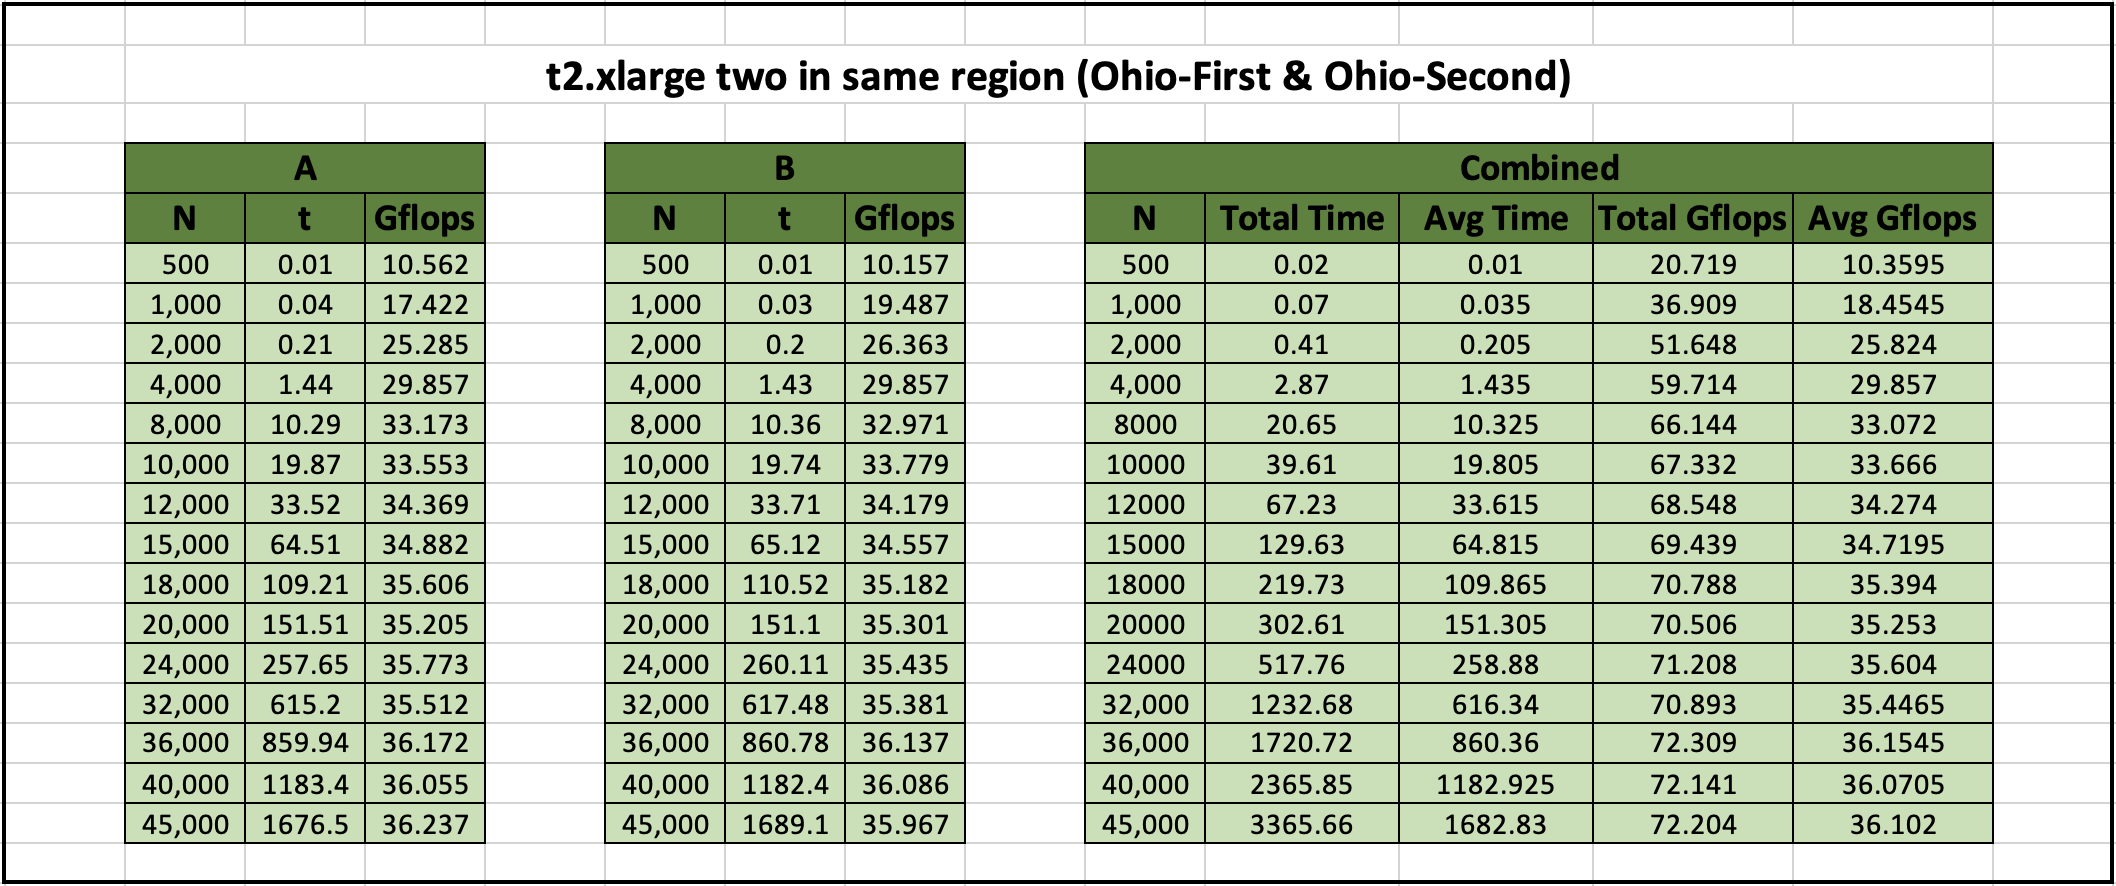 t2.xlarge two in same region (Ohio-First & Ohio-Second)
A B Combined
N t Gflops N t Gflops N Total Time Avg Time Total Gflops Avg Gflops
500 0.01 10.562 500 0.01 10.157 500 0.02 0.01 20.719 10.3595
1,000 0.04 17.422 1,000 0.03 19.487 1,000 0.07 0.035 36.909 18.4545
2,000 0.21 25.285 2,000 0.2 26.363 2,000 0.41 0.205 51.648 25.824
4,000 1.44 29.857 4,000 1.43 29.857 4,000 2.87 1.435 59.714 29.857
8,000 10.29 33.173 8,000 10.36 32.971 8000 20.65 10.325 66.144 33.072
10,000 19.87 33.553 10,000 19.74 33.779 10000 39.61 19.805 67.332 33.666
12,000 33.52 34.369 12,000 33.71 34.179 12000 67.23 33.615 68.548 34.274
15,000 64.51 34.882 15,000 65.12 34.557 15000 129.63 64.815 69.439 34.7195
18,000 109.21 35.606 18,000 110.52 35.182 18000 219.73 109.865 70.788 35.394
20,000 151.51 35.205 20,000 151.1 35.301 20000 302.61 151.305 70.506 35.253
24,000 257.65 35.773 24,000 260.11 35.435 24000 517.76 258.88 71.208 35.604
32,000 615.2 35.512 32,000 617.48 35.381 32,000 1232.68 616.34 70.893 35.4465
36,000 859.94 36.172 36,000 860.78 36.137 36,000 1720.72 860.36 72.309 36.1545
40,000 1183.4 36.055 40,000 1182.4 36.086 40,000 2365.85 1182.925 72.141 36.0705
45,000 1676.5 36.237 45,000 1689.1 35.967 45,000 3365.66 1682.83 72.204 36.102